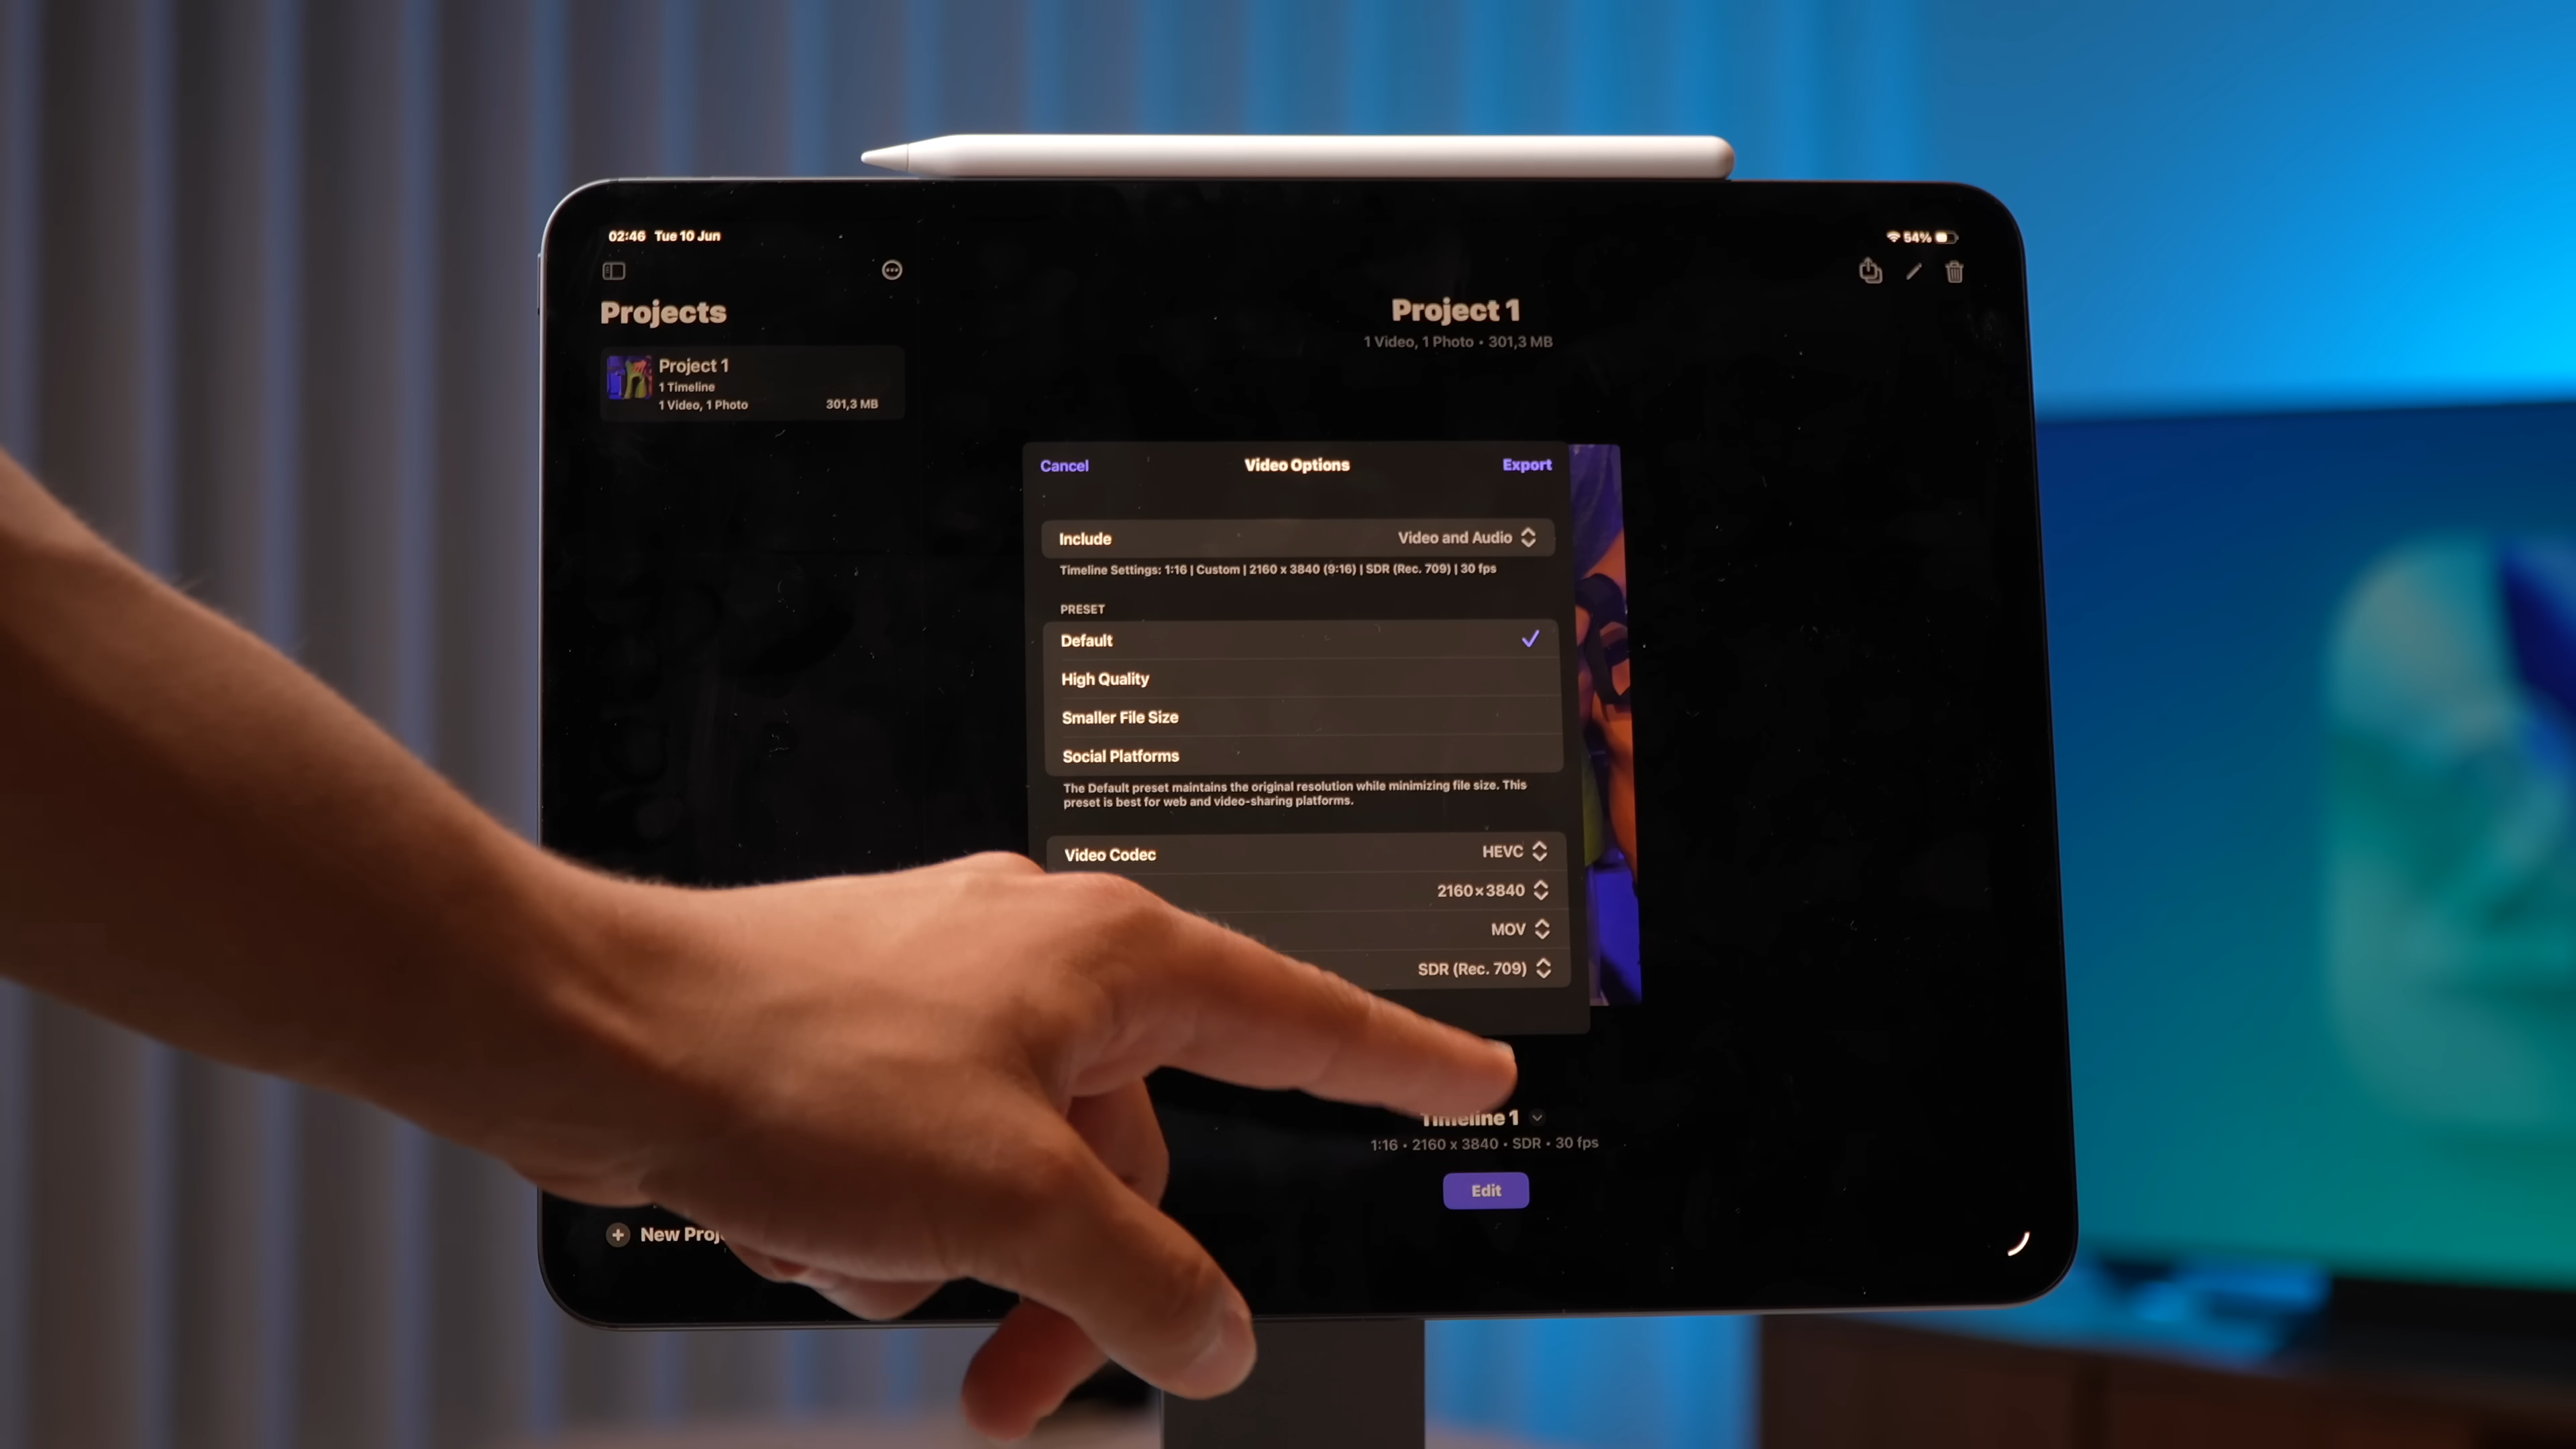 02:46 Tue 10 Jun
54%
Projects
Project 1
1 Timeline
1 Video, 1 Photo 301,3 MB
Project 1
1 Video, 1 Photo • 301,3 MB
Cancel Video Options Export
Include Video and Audio
Timeline Settings: 1:16 | Custom | 2160 x 3840 (9:16) | SDR (Rec. 709) | 30 fps
PRESET
Default
High Quality
Smaller File Size
Social Platforms
The Default preset maintains the original resolution while minimizing file size. This
preset is best for web and video-sharing platforms.
Video Codec HEVC
2160×3840
MOV
SDR (Rec. 709)
Timeline 1
1:16 • 2160 x 3840 • SDR • 30 fps
Edit
New